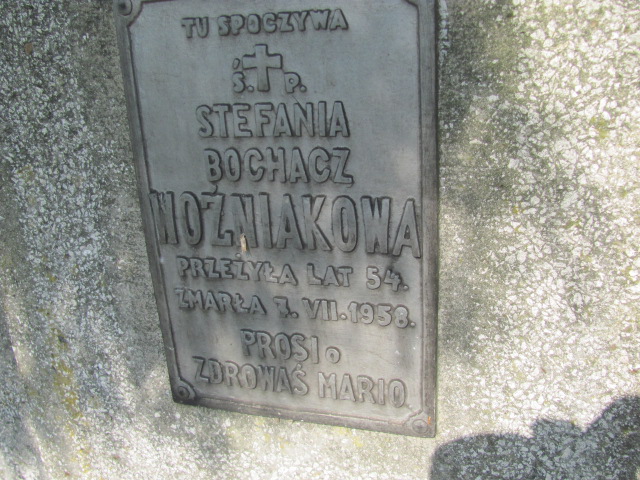 TU SPOCZYWA
Ś. P.
STEFANIA
BOCHACZ
WOŹNIAKOWA
PRZEŻYŁA LAT 54.
ZMARŁA 7. VII. 1958.
PROSI o
ZDROWAŚ MARIO.